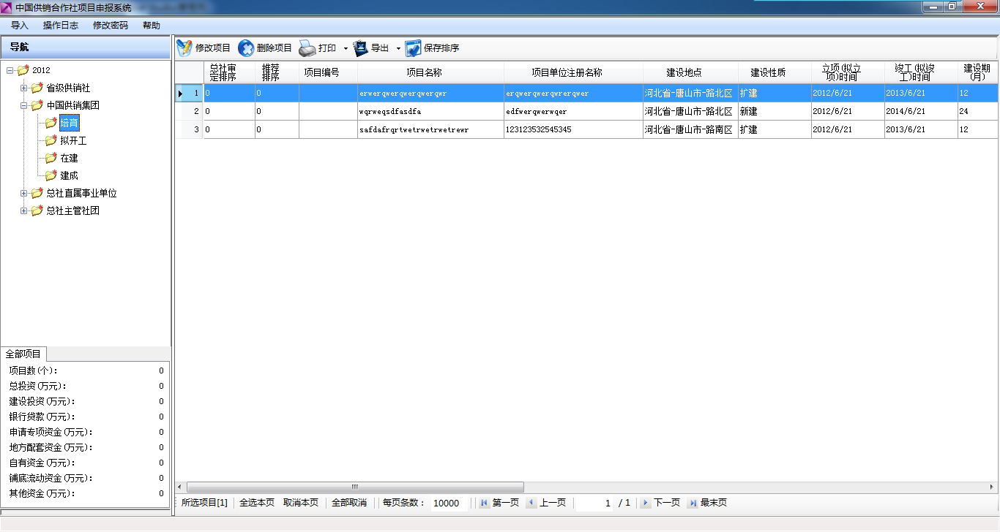 中国供销合作社项目申报系统
导入 操作日志 修改密码 帮助
导航
修改项目 删除项目 打印 导出 保存排序
2012
省级供销社
中国供销集团
培育
拟开工
在建
建成
总社直属事业单位
总社主管社团
总社审定排序 推荐排序 项目编号 项目名称 项目单位注册名称 建设地点 建设性质 立项(拟立项)时间 竣工(拟竣工)时间 建设期(月)
1 0 0 erwerqwerqwerqwerqwr erqwerqwerqwrerqwer 河北省-唐山市-路北区 扩建 2012/6/21 2013/6/21 12
2 0 0 wqrweqsdfasdfa edfwerqwerwqer 河北省-唐山市-路北区 新建 2012/6/21 2014/6/21 24
3 0 0 safdafrqrtwetrwetrwetrewr 123123532545345 河北省-唐山市-路南区 扩建 2012/6/21 2013/6/21 12
全部项目
项目数(个): 0
总投资(万元): 0
建设投资(万元): 0
银行贷款(万元): 0
申请专项资金(万元): 0
地方配套资金(万元): 0
自有资金(万元): 0
铺底流动资金(万元): 0
其他资金(万元): 0
所选项目[1] 全选本页 取消本页 全部取消 每页条数: 10000 第一页 上一页 1 / 1 下一页 最末页